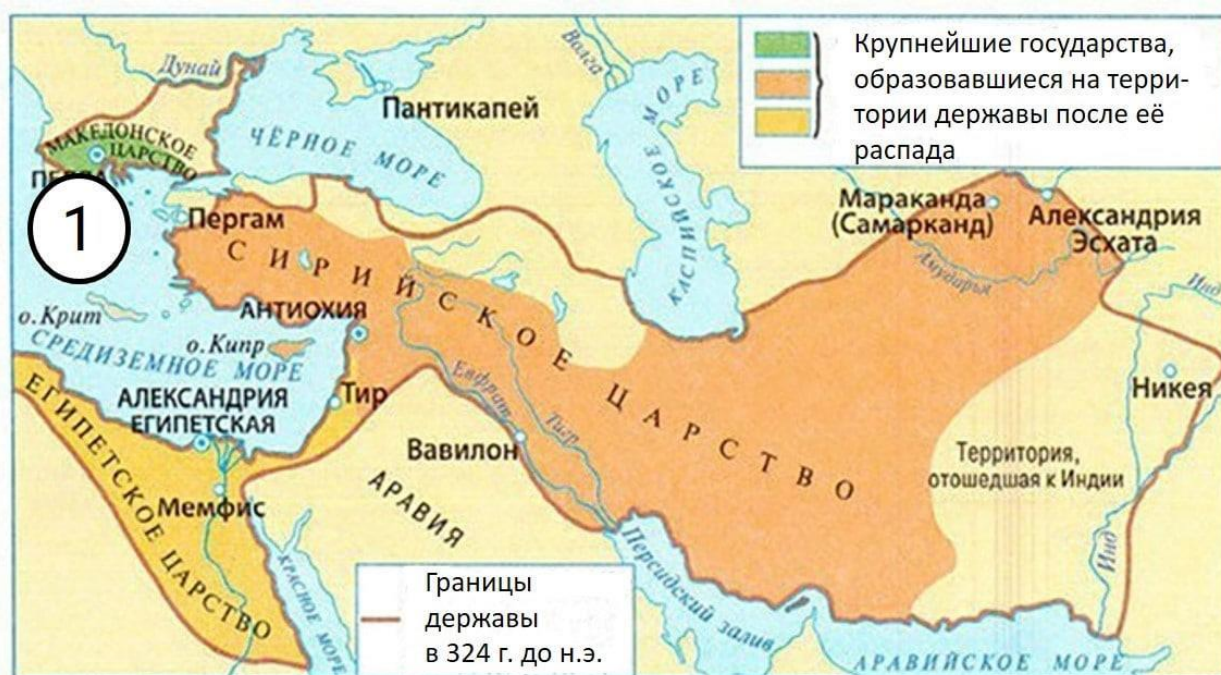 Крупнейшие государства,
образовавшиеся на терри-
тории державы после её
распада
Дунай
Волга
МАКЕДОНСКОЕ
ЦАРСТВО
Пантикапей
ЧЁРНОЕ МОРЕ
КАСПИЙСКОЕ МОРЕ
1
Пергам
Мараканда
(Самарканд)
Александрия
Эсхата
Амударья
Инд
СИРИЙСКОЕ ЦАРСТВО
АНТИОХИЯ
о.Крит
о.Кипр
СРЕДИЗЕМНОЕ МОРЕ
АЛЕКСАНДРИЯ
ЕГИПЕТСКАЯ
Тир
Евфрат
Тигр
Вавилон
Никея
Территория,
отошедшая к Индии
ЕГИПЕТСКОЕ ЦАРСТВО
Мемфис
АРАВИЯ
КРАСНОЕ МОРЕ
Персидский залив
Инд
АРАВИЙСКОЕ МОРЕ
Границы
державы
в 324 г. до н.э.